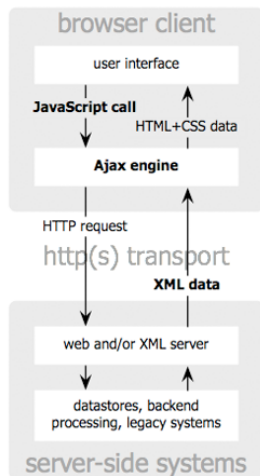 browser client
user interface
JavaScript call
HTML+CSS data
Ajax engine
HTTP request
http(s) transport
XML data
web and/or XML server
datastores, backend
processing, legacy systems
server-side systems